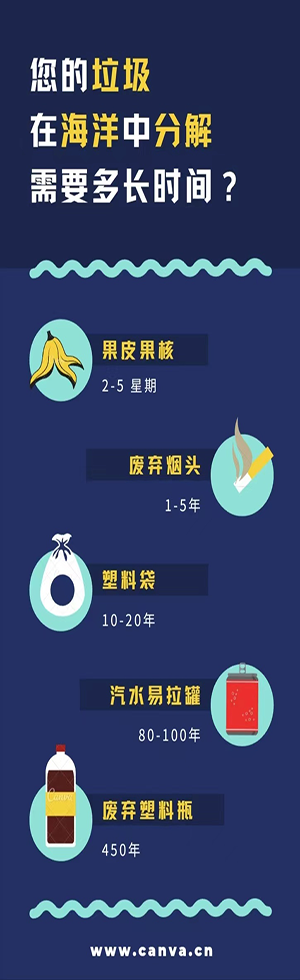 您的垃圾
在海洋中分解
需要多长时间？
果皮果核
2-5 星期
废弃烟头
1-5年
塑料袋
10-20年
汽水易拉罐
80-100年
Canva
废弃塑料瓶
450年
www.canva.cn